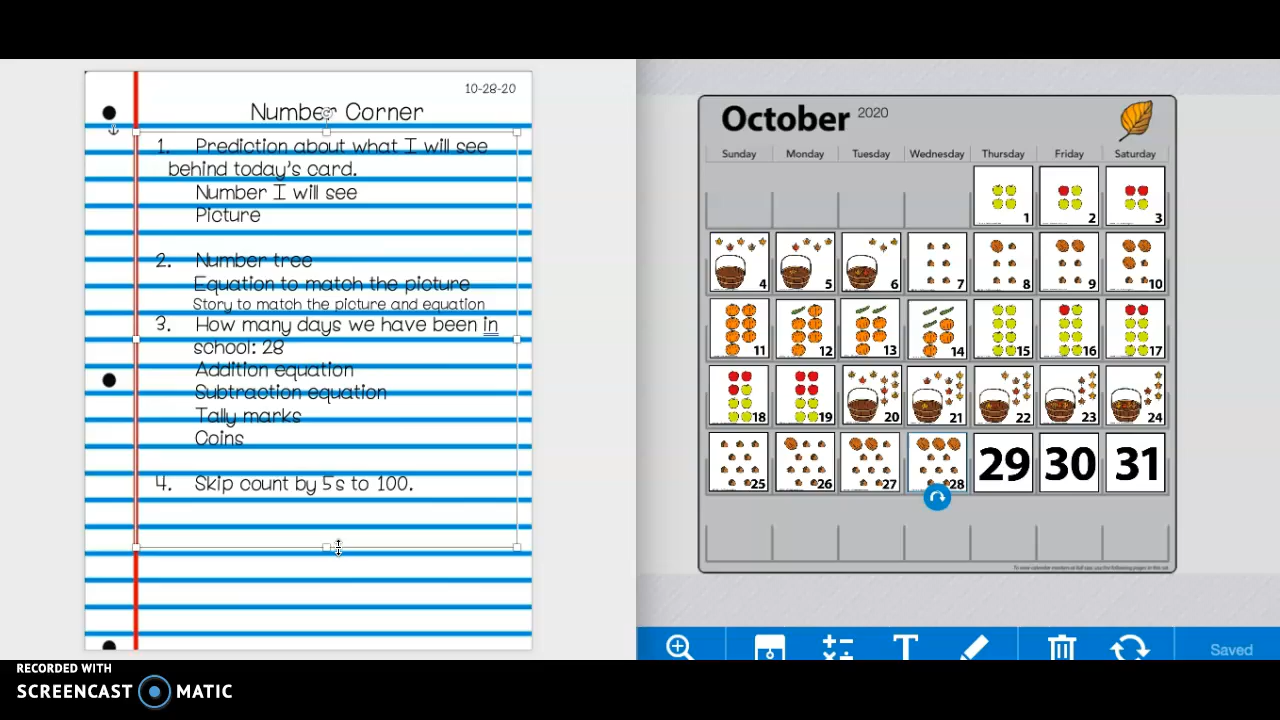 10-28-20
Number Corner
1. Prediction about what I will see
behind today's card.
Number I will see
Picture
2. Number tree
Equation to match the picture
Story to match the picture and equation
3. How many days we have been in
school: 28
Addition equation
Subtraction equation
Tally marks
Coins
4. Skip count by 5s to 100.
October 2020
Sunday Monday Tuesday Wednesday Thursday Friday Saturday
1 2 3
4 5 6 7 8 9 10
11 12 13 14 15 16 17
18 19 20 21 22 23 24
25 26 27 28 29 30 31
T
Saved
RECORDED WITH
SCREENCAST MATIC